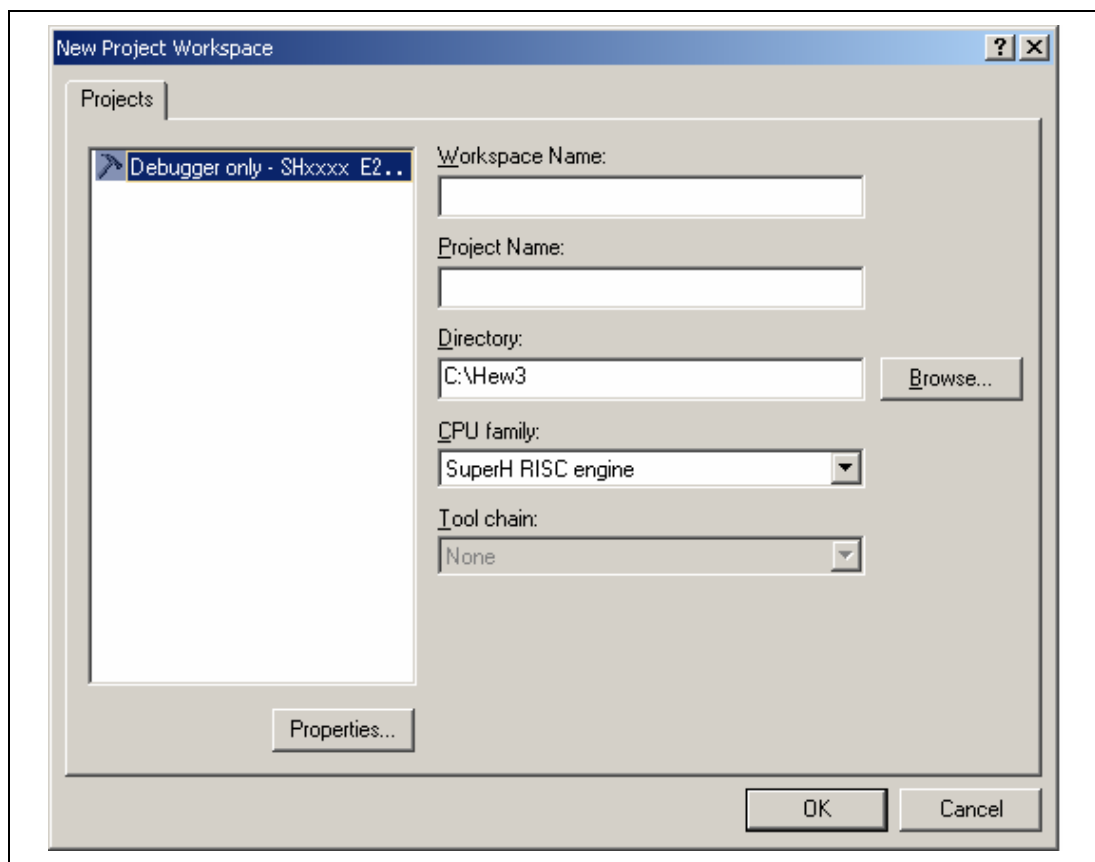 New Project Workspace
Projects
Debugger only - SHxxxx E2..
Workspace Name:
Project Name:
Directory:
C:\Hew3
Browse...
CPU family:
SuperH RISC engine
Tool chain:
None
Properties...
OK
Cancel